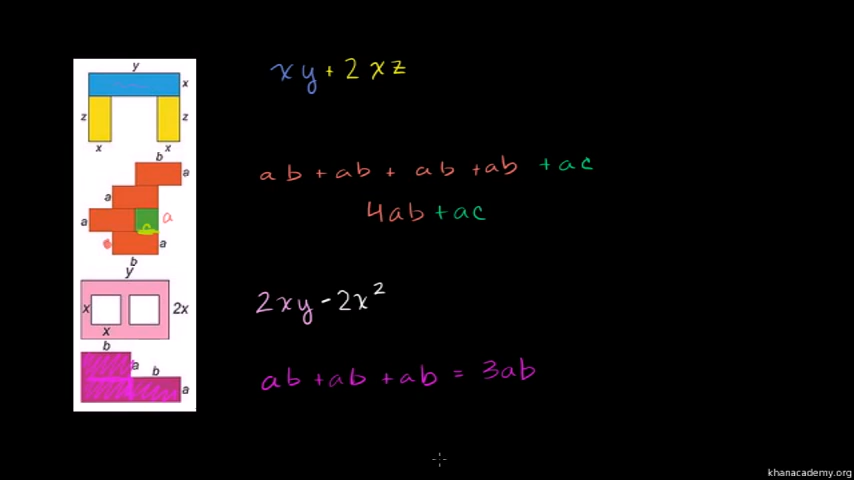 y
x
z
z
x
x
xy + 2xz
b
a
a
a
a
c
a
b
ab + ab + ab + ab + ac
4ab + ac
y
x
2x
x
2xy - 2x²
b
a
b
a
ab + ab + ab = 3ab
khanacademy.org